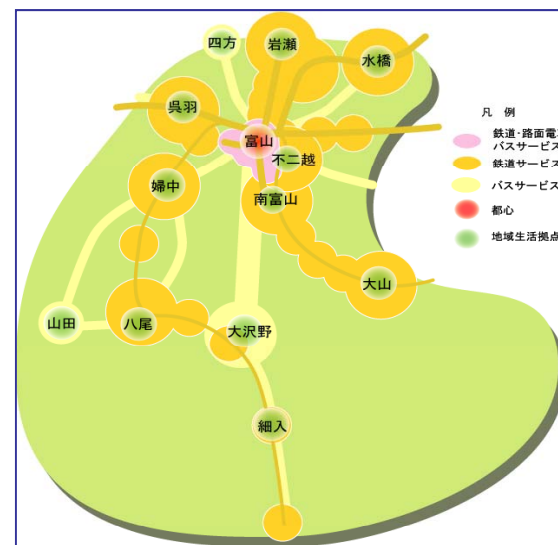 四方
岩瀬
水橋
呉羽
富山
不二越
婦中
南富山
大山
山田
八尾
大沢野
細入
凡 例
鉄道・路面電車
バスサービス
鉄道サービス
バスサービス
都心
地域生活拠点